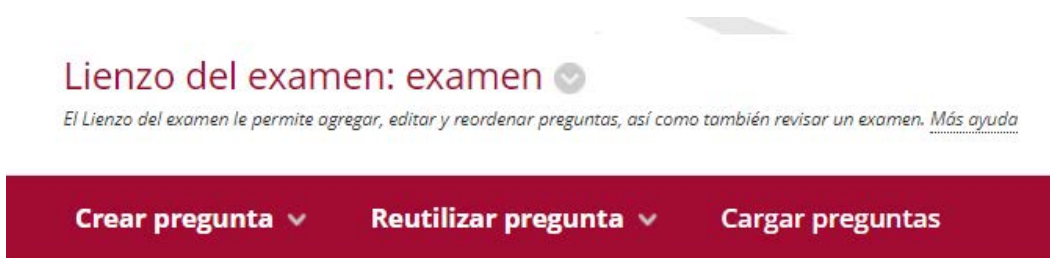 Lienzo del examen: examen
El Lienzo del examen le permite agregar, editar y reordenar preguntas, así como también revisar un examen. Más ayuda
Crear pregunta Reutilizar pregunta Cargar preguntas